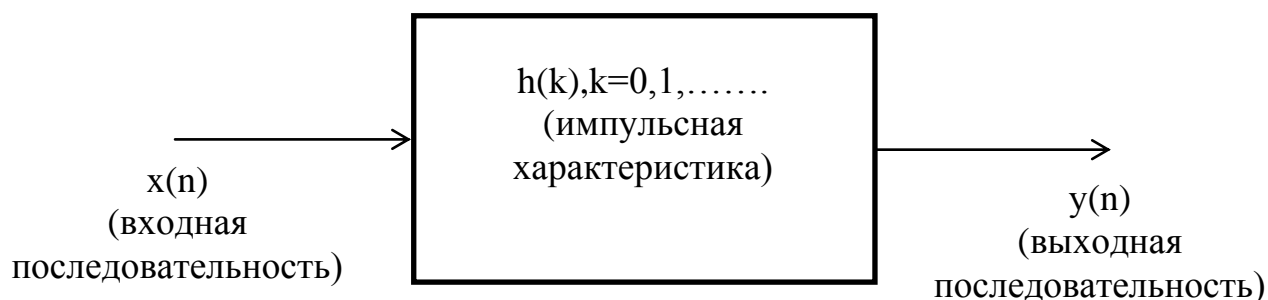 h(k),k=0,1,…….
(импульсная
характеристика)
x(n)
(входная
последовательность)
y(n)
(выходная
последовательность)